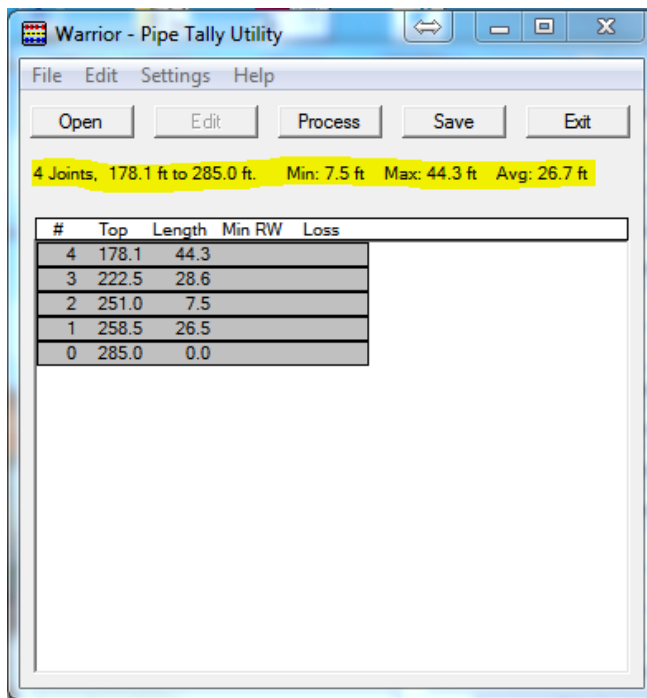 Warrior - Pipe Tally Utility
File Edit Settings Help
Open Edit Process Save Exit
4 Joints, 178.1 ft to 285.0 ft. Min: 7.5 ft Max: 44.3 ft Avg: 26.7 ft
# Top Length Min RW Loss
4 178.1 44.3
3 222.5 28.6
2 251.0 7.5
1 258.5 26.5
0 285.0 0.0